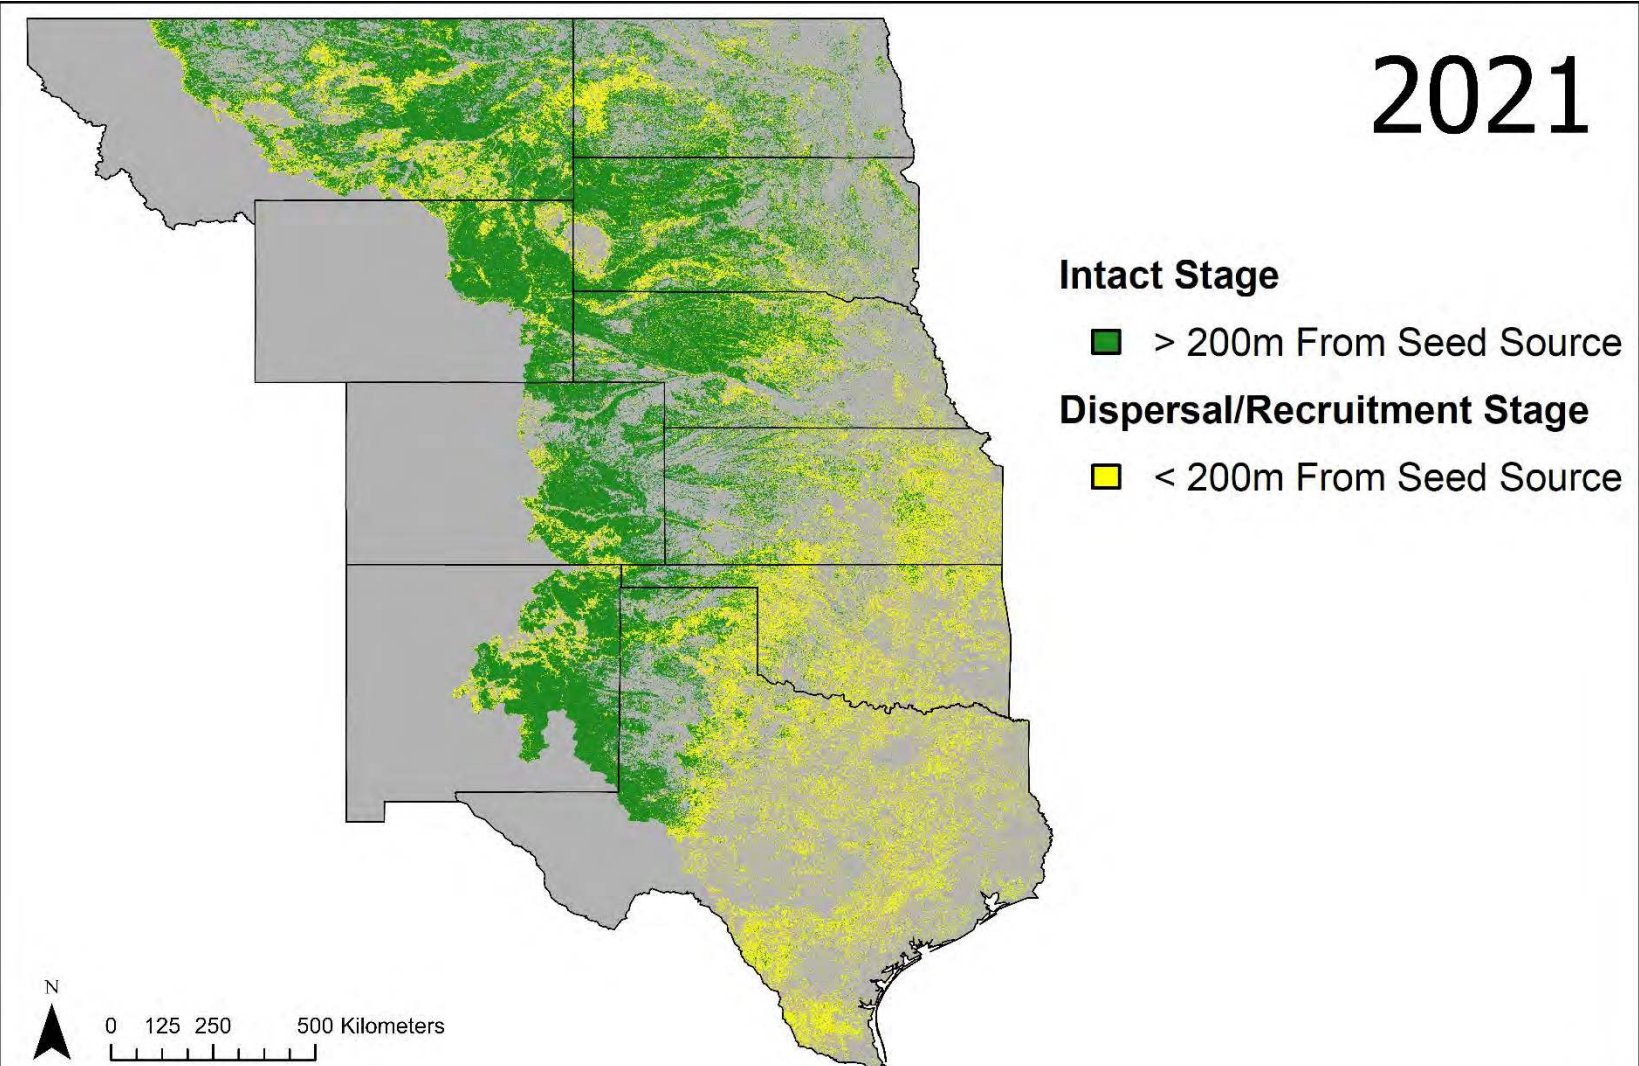 2021
Intact Stage
> 200m From Seed Source
Dispersal/Recruitment Stage
< 200m From Seed Source
N
0 125 250 500 Kilometers